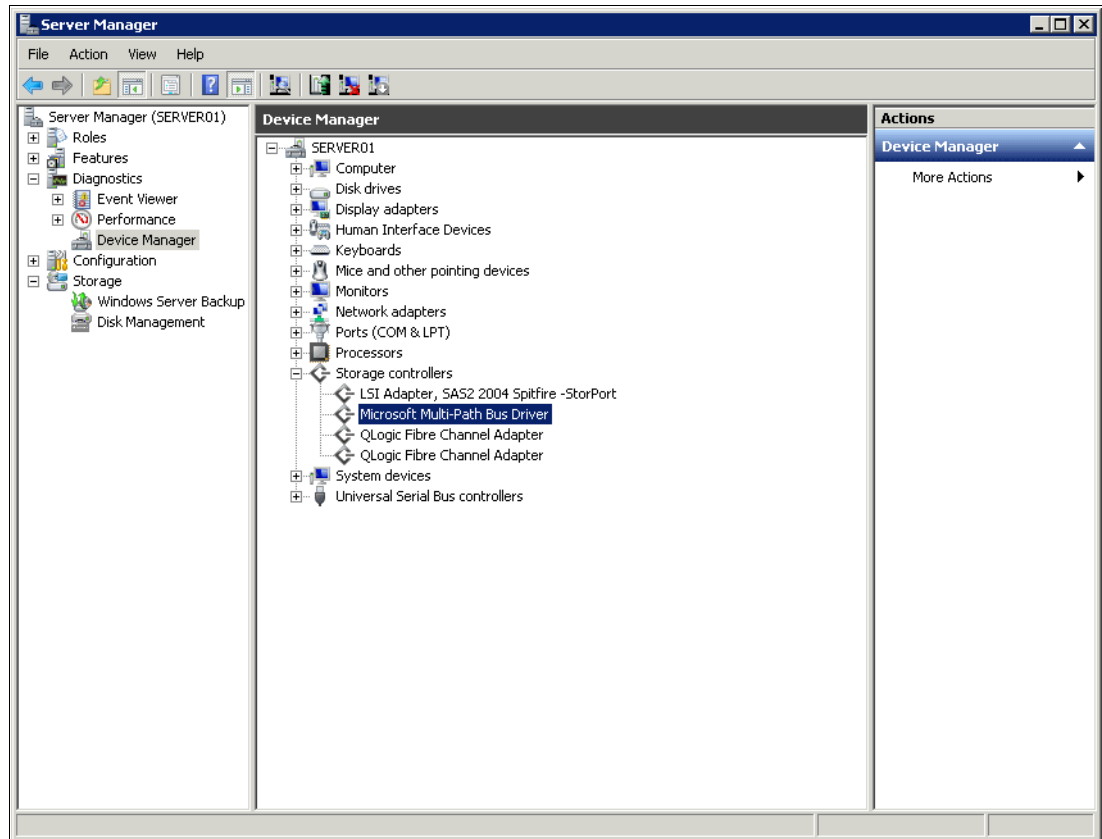 Server Manager
File Action View Help
Server Manager (SERVER01)
Roles
Features
Diagnostics
Event Viewer
Performance
Device Manager
Configuration
Storage
Windows Server Backup
Disk Management
Device Manager
SERVER01
Computer
Disk drives
Display adapters
Human Interface Devices
Keyboards
Mice and other pointing devices
Monitors
Network adapters
Ports (COM & LPT)
Processors
Storage controllers
LSI Adapter, SAS2 2004 Spitfire -StorPort
Microsoft Multi-Path Bus Driver
QLogic Fibre Channel Adapter
QLogic Fibre Channel Adapter
System devices
Universal Serial Bus controllers
Actions
Device Manager
More Actions